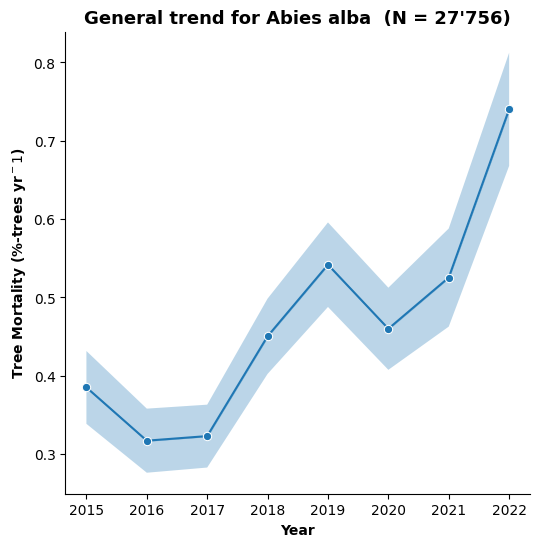 General trend for Abies alba (N = 27'756)
0.8
0.7
0.6
0.5
0.4
0.3
Tree Mortality (%-trees yr⁻1)
2015 2016 2017 2018 2019 2020 2021 2022
Year